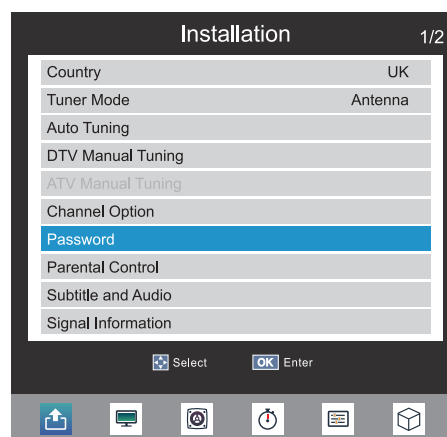 Installation 1/2
Country UK
Tuner Mode Antenna
Auto Tuning
DTV Manual Tuning
ATV Manual Tuning
Channel Option
Password
Parental Control
Subtitle and Audio
Signal Information
Select OK Enter